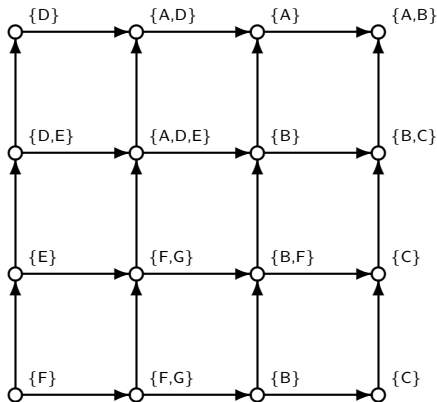 {D} {A,D} {A} {A,B}
{D,E} {A,D,E} {B} {B,C}
{E} {F,G} {B,F} {C}
{F} {F,G} {B} {C}